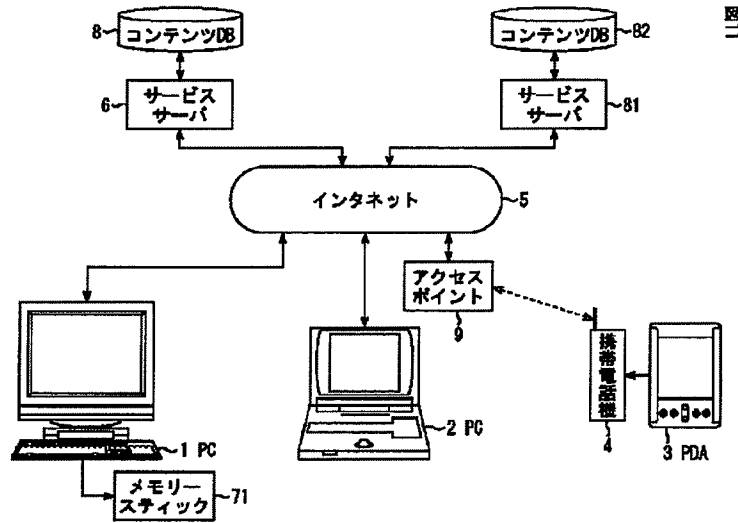 8
コンテンツDB
コンテンツDB
82
6
サービス
サーバ
サービス
サーバ
81
インタネット
5
アクセス
ポイント
9
携帯電話機
4
1 PC
2 PC
3 PDA
メモリー
スティック
71